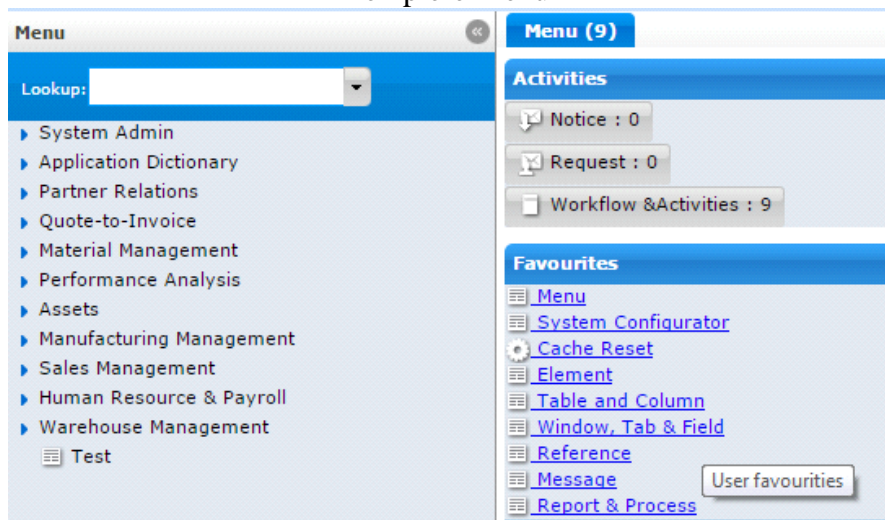 Menu
Lookup:
System Admin
Application Dictionary
Partner Relations
Quote-to-Invoice
Material Management
Performance Analysis
Assets
Manufacturing Management
Sales Management
Human Resource & Payroll
Warehouse Management
Test
Menu (9)
Activities
Notice : 0
Request : 0
Workflow &Activities : 9
Favourites
Menu
System Configurator
Cache Reset
Element
Table and Column
Window, Tab & Field
Reference
Message
User favourities
Report & Process